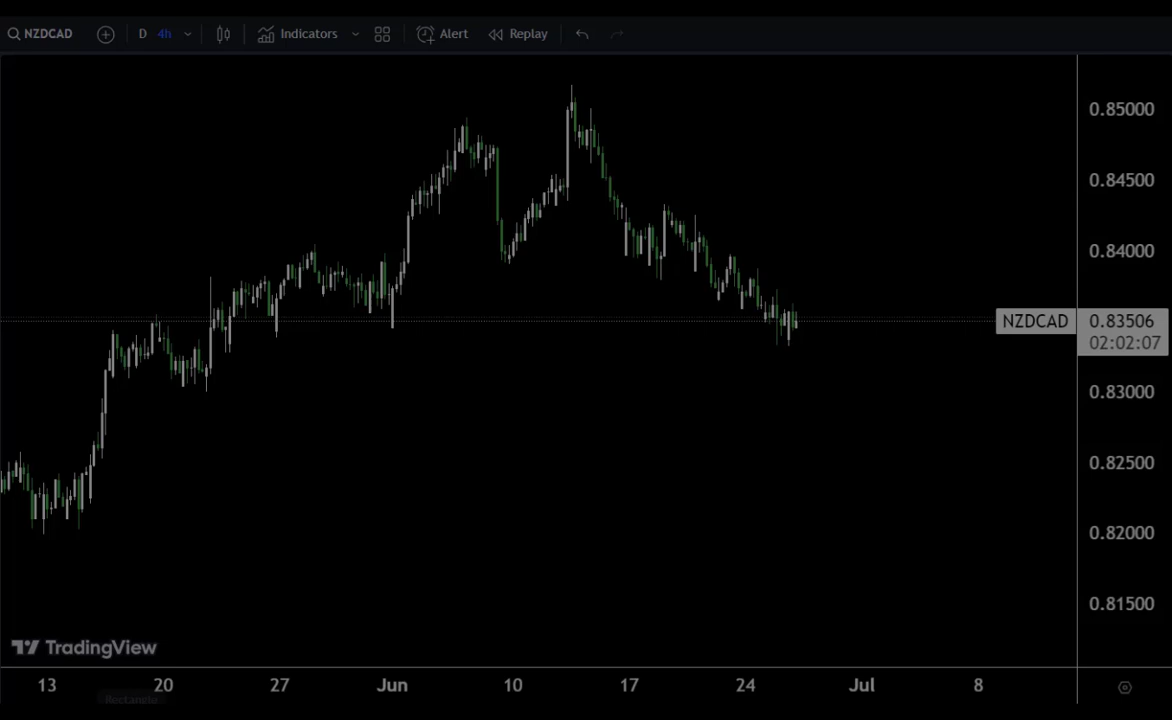 NZDCAD D 4h Indicators Alert Replay
0.85000
0.84500
0.84000
NZDCAD 0.83506
02:02:07
0.83000
0.82500
0.82000
0.81500
TradingView
13 20 27 Jun 10 17 24 Jul 8
Rectangle